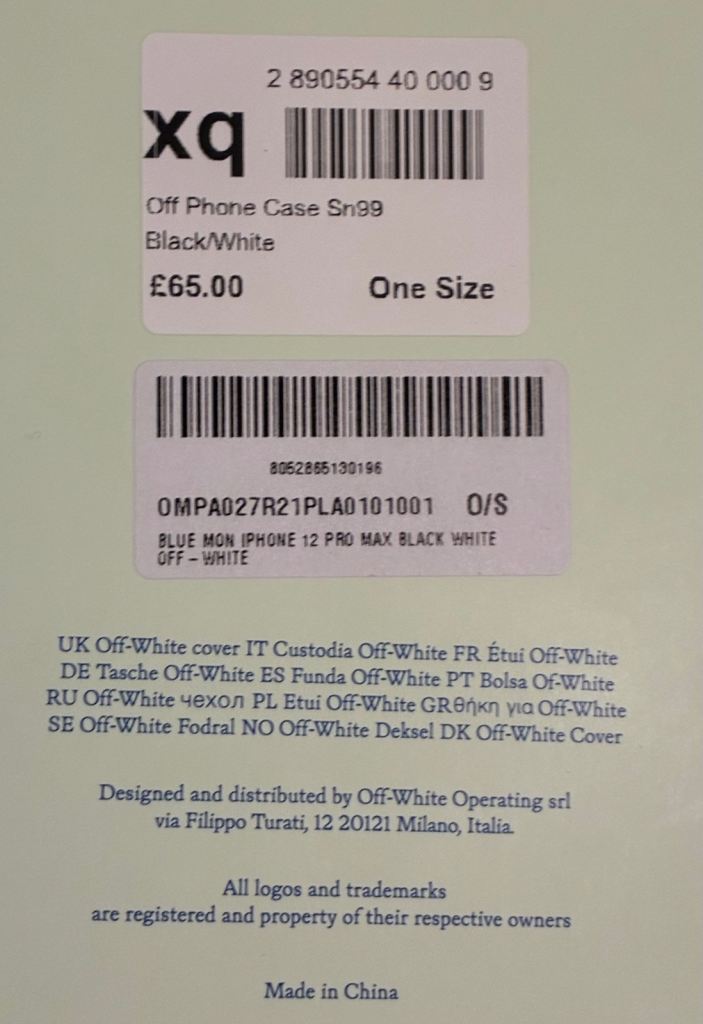 2 890554 40 000 9
xq
Off Phone Case Sn99
Black/White
£65.00 One Size
8052865130196
OMPA027R21PLA0101001 O/S
BLUE MON IPHONE 12 PRO MAX BLACK WHITE
OFF - WHITE
UK Off-White cover IT Custodia Off-White FR Étui Off-White
DE Tasche Off-White ES Funda Off-White PT Bolsa Of-White
RU Off-White чехол PL Etui Off-White GRθήκη για Off-White
SE Off-White Fodral NO Off-White Deksel DK Off-White Cover
Designed and distributed by Off-White Operating srl
via Filippo Turati, 12 20121 Milano, Italia.
All logos and trademarks
are registered and property of their respective owners
Made in China